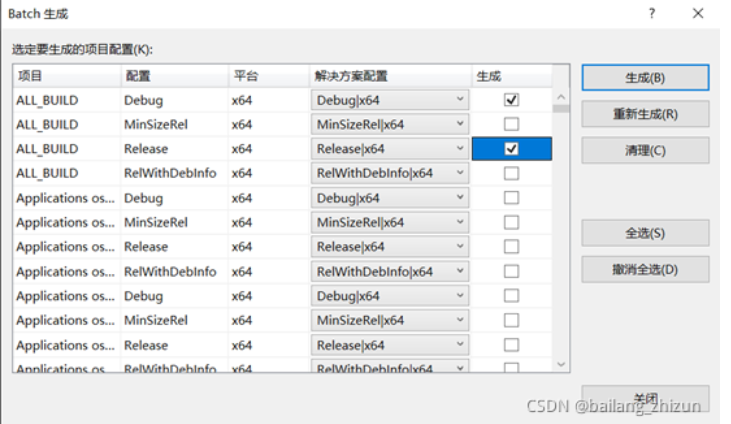 Batch 生成
选定要生成的项目配置(K):
项目 配置 平台 解决方案配置 生成
ALL_BUILD Debug x64 Debug|x64
ALL_BUILD MinSizeRel x64 MinSizeRel|x64
ALL_BUILD Release x64 Release|x64
ALL_BUILD RelWithDebInfo x64 RelWithDebInfo|x64
Applications os... Debug x64 Debug|x64
Applications os... MinSizeRel x64 MinSizeRel|x64
Applications os... Release x64 Release|x64
Applications os... RelWithDebInfo x64 RelWithDebInfo|x64
Applications os... Debug x64 Debug|x64
Applications os... MinSizeRel x64 MinSizeRel|x64
Applications os... Release x64 Release|x64
Applications os... RelWithDebInfo x64 RelWithDebInfo|x64
生成(B)
重新生成(R)
清理(C)
全选(S)
撤消全选(D)
关闭
CSDN @bailang_zhizun